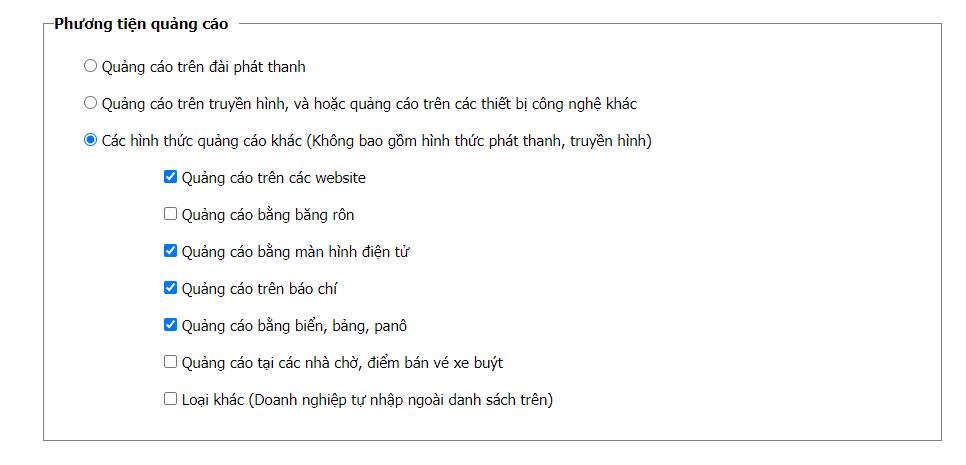 Phương tiện quảng cáo
Quảng cáo trên đài phát thanh
Quảng cáo trên truyền hình, và hoặc quảng cáo trên các thiết bị công nghệ khác
Các hình thức quảng cáo khác (Không bao gồm hình thức phát thanh, truyền hình)
Quảng cáo trên các website
Quảng cáo bằng băng rôn
Quảng cáo bằng màn hình điện tử
Quảng cáo trên báo chí
Quảng cáo bằng biển, bảng, panô
Quảng cáo tại các nhà chờ, điểm bán vé xe buýt
Loại khác (Doanh nghiệp tự nhập ngoài danh sách trên)